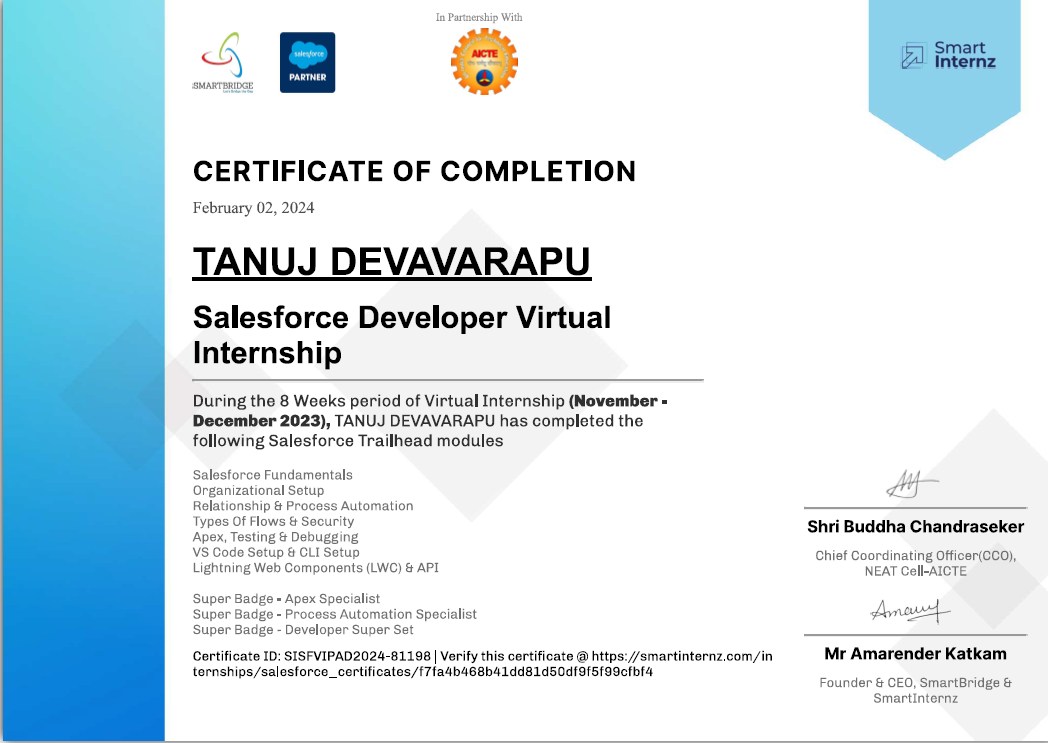 In Partnership With
SMARTBRIDGE
salesforce
PARTNER
AICTE
Smart
Internz
CERTIFICATE OF COMPLETION
February 02, 2024
TANUJ DEVAVARAPU
Salesforce Developer Virtual
Internship
During the 8 Weeks period of Virtual Internship (November -
December 2023), TANUJ DEVAVARAPU has completed the
following Salesforce Trailhead modules
Salesforce Fundamentals
Organizational Setup
Relationship & Process Automation
Types Of Flows & Security
Apex, Testing & Debugging
VS Code Setup & CLI Setup
Lightning Web Components (LWC) & API
Super Badge - Apex Specialist
Super Badge - Process Automation Specialist
Super Badge - Developer Super Set
Certificate ID: SISFVIPAD2024-81198 | Verify this certificate @ https://smartinternz.com/in
ternships/salesforce_certificates/f7fa4b468b41dd81d50df9f5f99cfbf4
Shri Buddha Chandraseker
Chief Coordinating Officer(CCO),
NEAT Cell-AICTE
Mr Amarender Katkam
Founder & CEO, SmartBridge &
SmartInternz